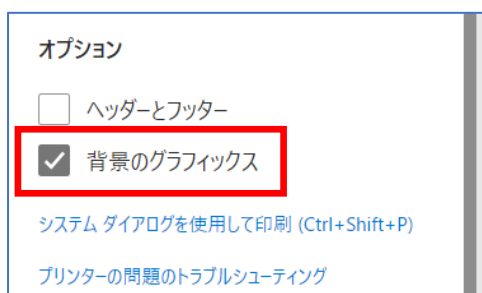 オプション
ヘッダーとフッター
背景のグラフィックス
システム ダイアログを使用して印刷 (Ctrl+Shift+P)
プリンターの問題のトラブルシューティング